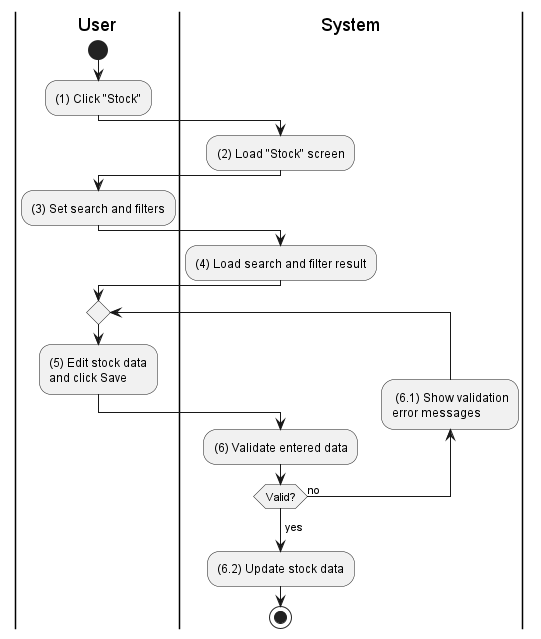 User
System
(1) Click "Stock"
(2) Load "Stock" screen
(3) Set search and filters
(4) Load search and filter result
(5) Edit stock data
and click Save
(6.1) Show validation
error messages
(6) Validate entered data
Valid?
no
yes
(6.2) Update stock data